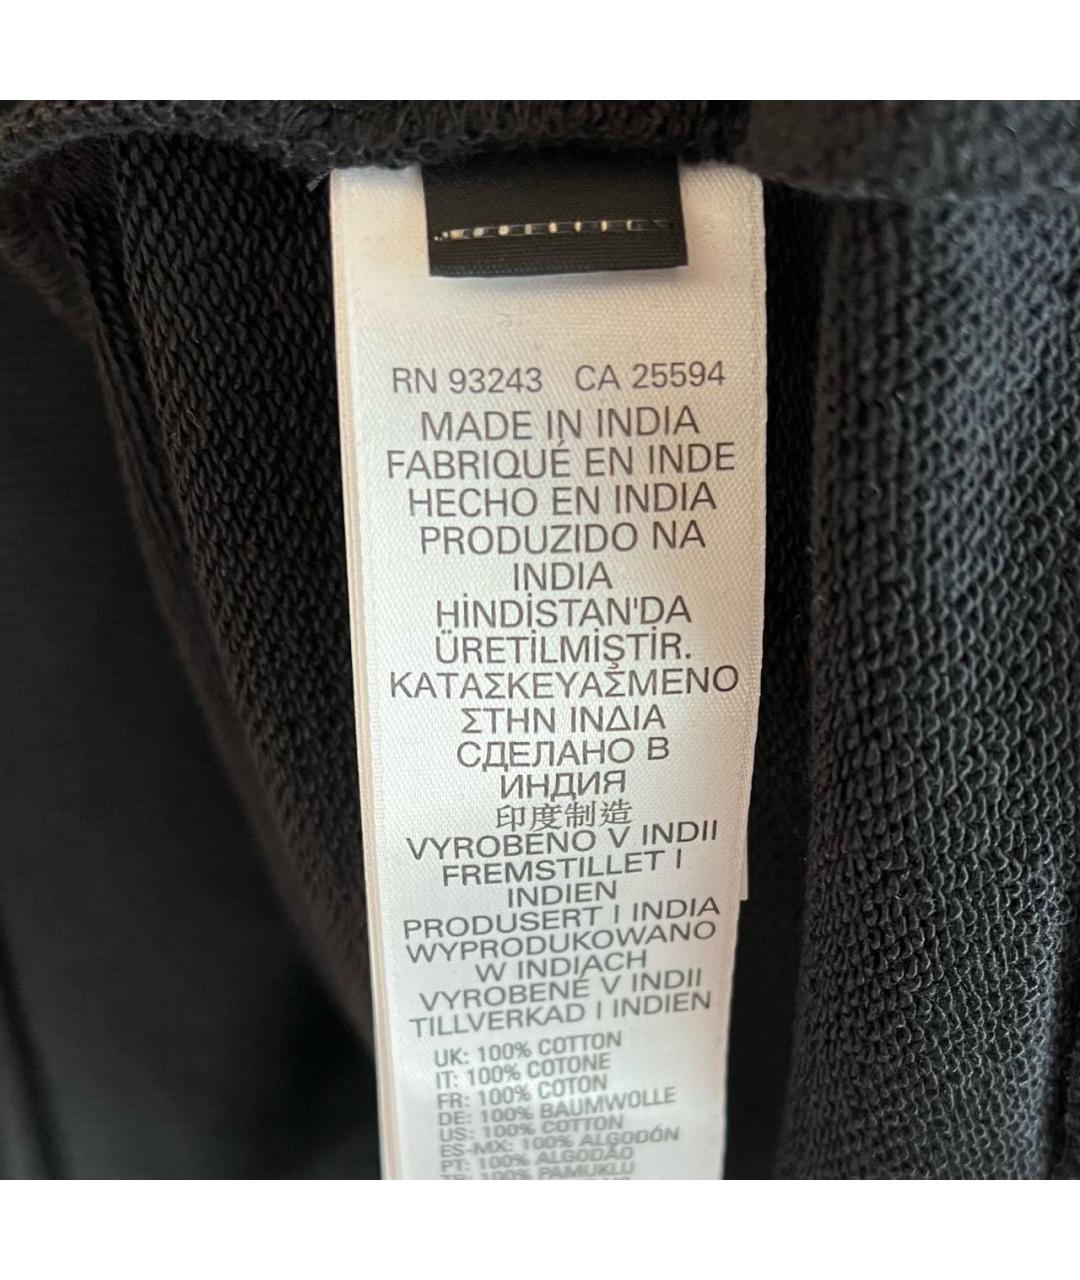 RN 93243 CA 25594
MADE IN INDIA
FABRIQUÉ EN INDE
HECHO EN INDIA
PRODUZIDO NA
INDIA
HİNDİSTAN'DA
ÜRETİLMİŞTİR.
ΚΑΤΑΣΚΕΥΑΣΜΕΝΟ
ΣΤΗΝ ΙΝΔΙΑ
СДЕЛАНО В
ИНДИЯ
印度制造
VYROBENO V INDII
FREMSTILLET I
INDIEN
PRODUSERT I INDIA
WYPRODUKOWANO
W INDIACH
VYROBENÉ V INDII
TILLVERKAD I INDIEN
UK: 100% COTTON
IT: 100% COTONE
FR: 100% COTON
DE: 100% BAUMWOLLE
US: 100% COTTON
ES-MX: 100% ALGODÓN
PT: 100% ALGODÃO
TR: 100% PAMUKLU